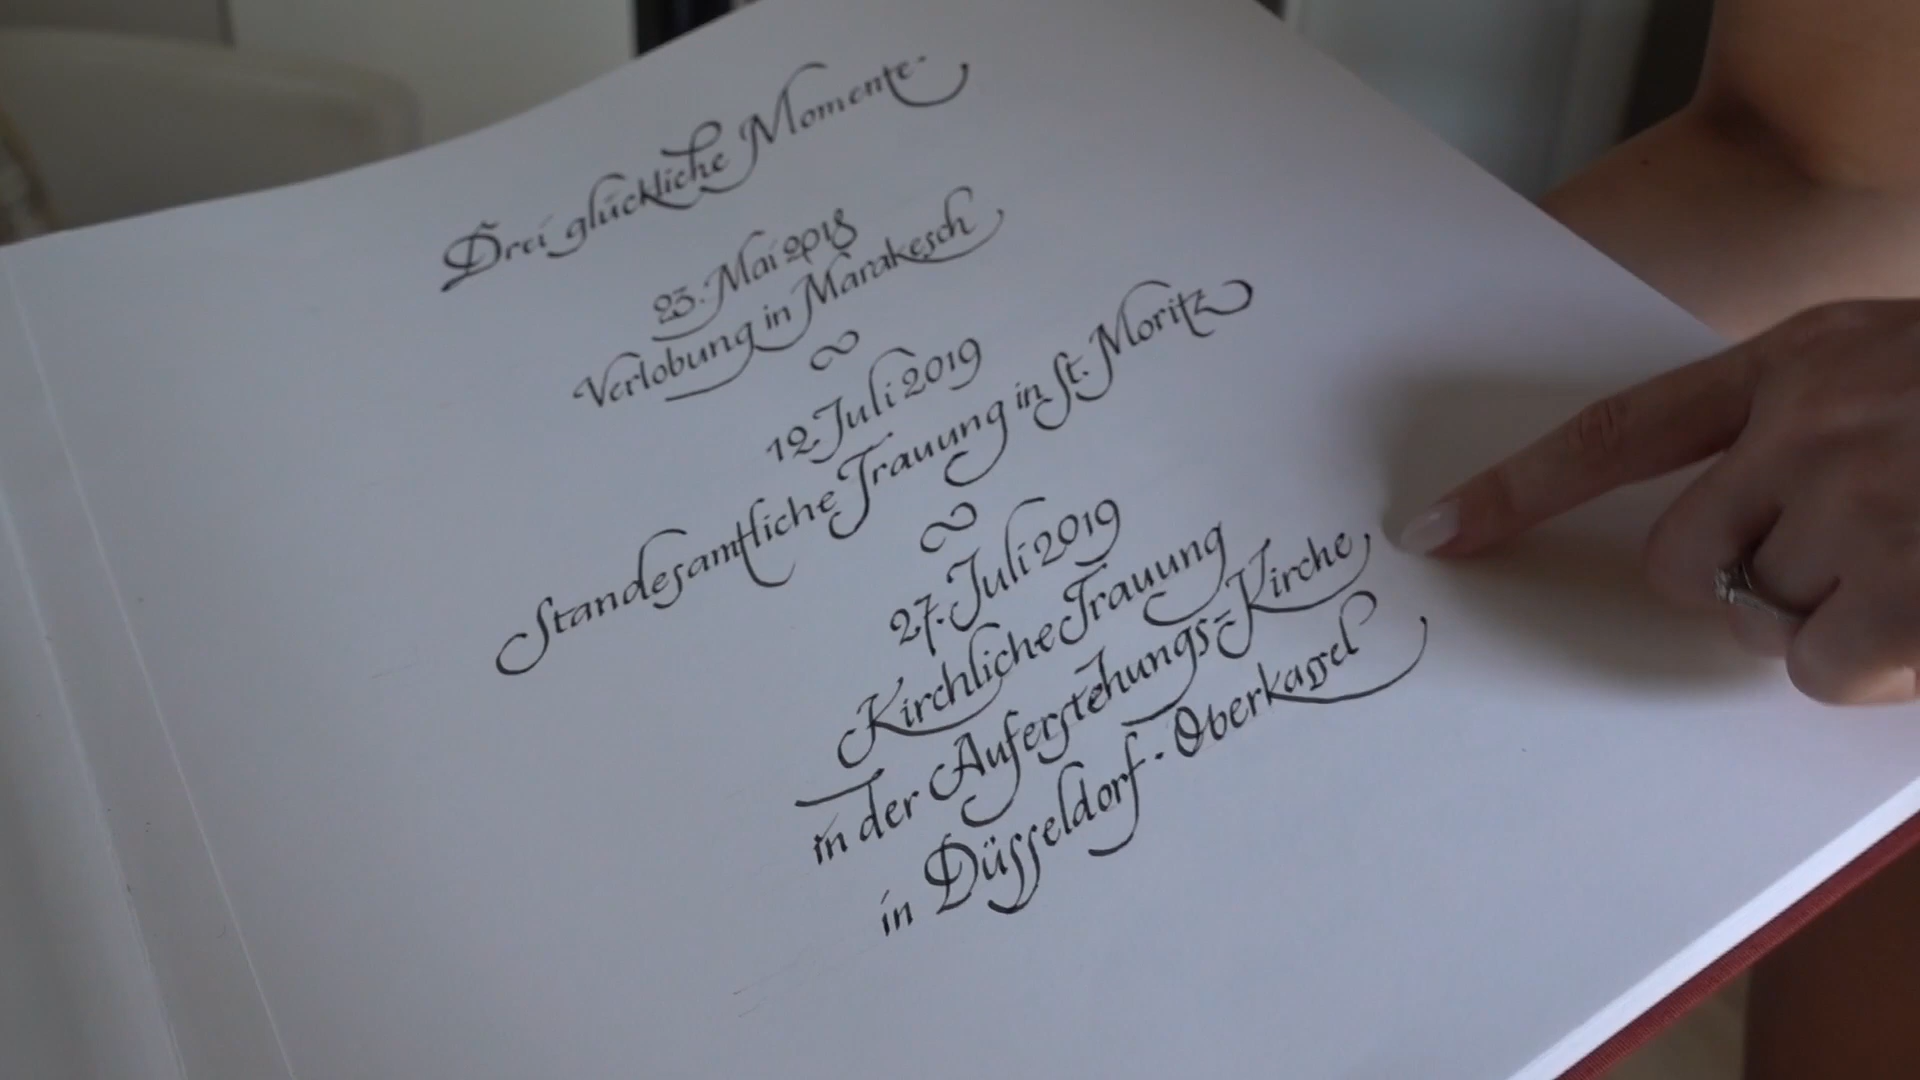 Drei glückliche Momente
23. Mai 2018
Verlobung in Marakesch
12. Juli 2019
Standesamtliche Trauung in St. Moritz
27. Juli 2019
Kirchliche Trauung
in der Auferstehungs-Kirche
in Düsseldorf-Oberkassel